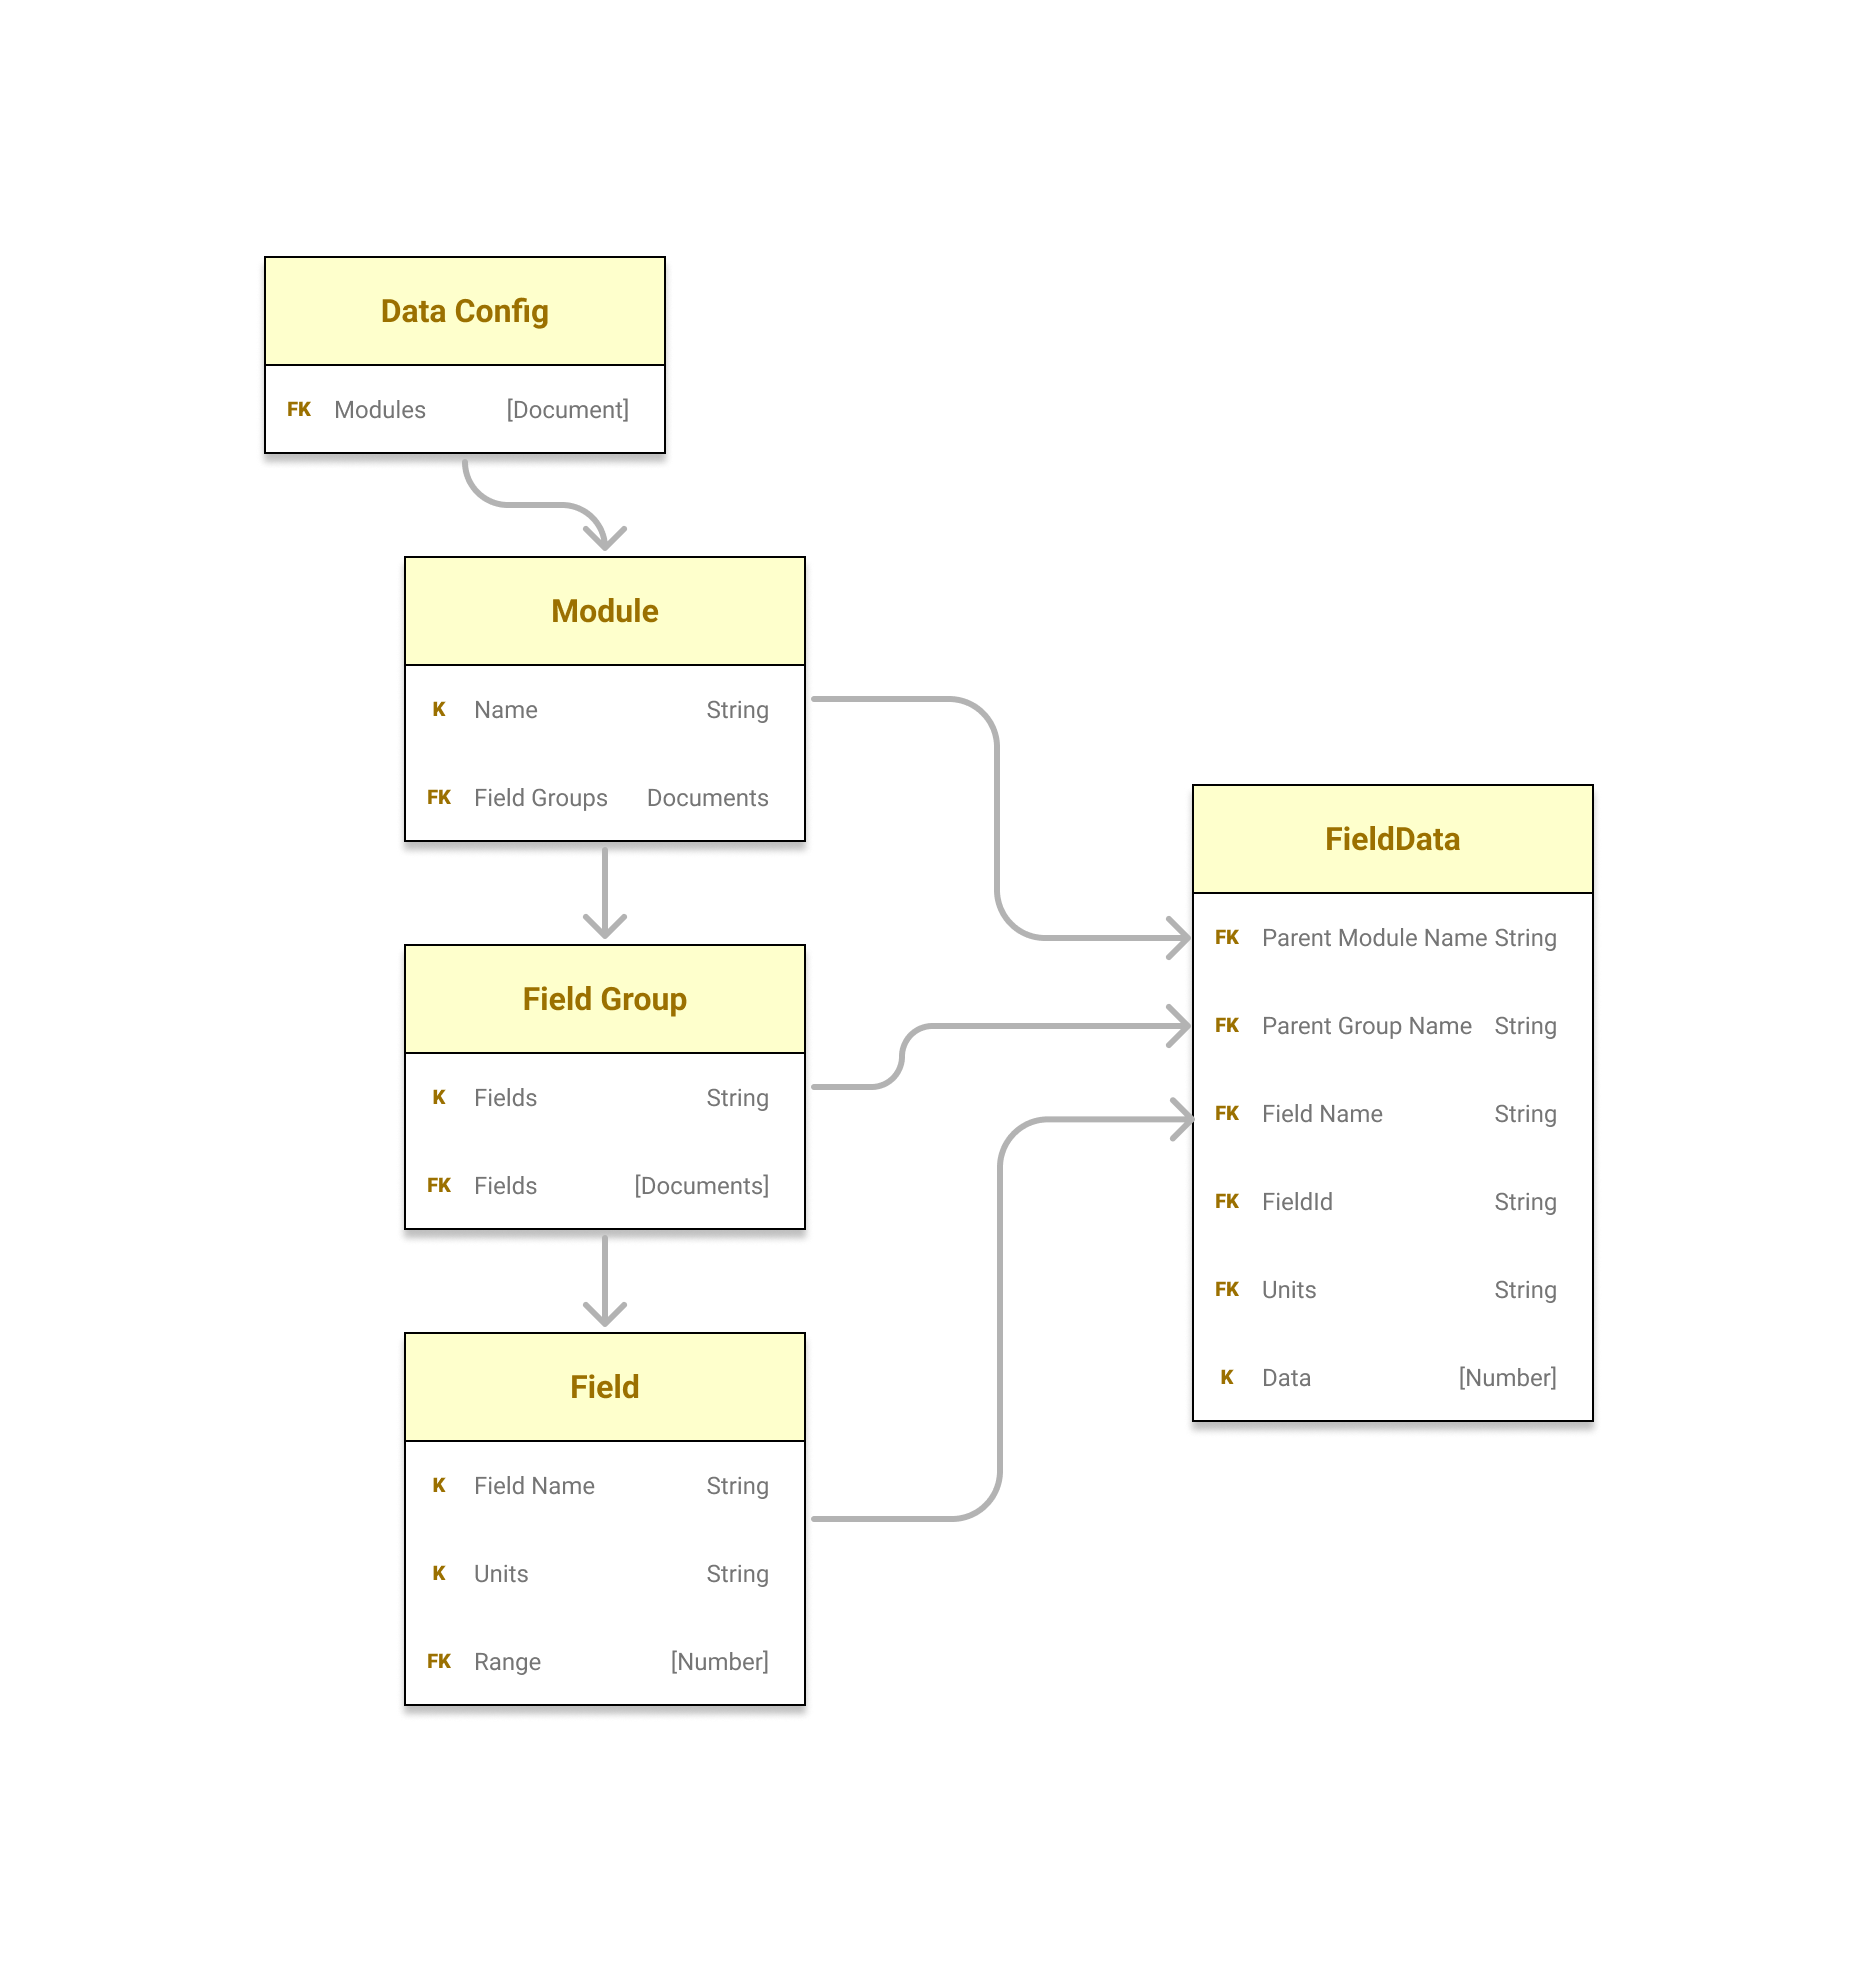 Data Config
FK Modules [Document]
Module
K Name String
FK Field Groups Documents
Field Group
K Fields String
FK Fields [Documents]
Field
K Field Name String
K Units String
FK Range [Number]
FieldData
FK Parent Module Name String
FK Parent Group Name String
FK Field Name String
FK FieldId String
FK Units String
K Data [Number]